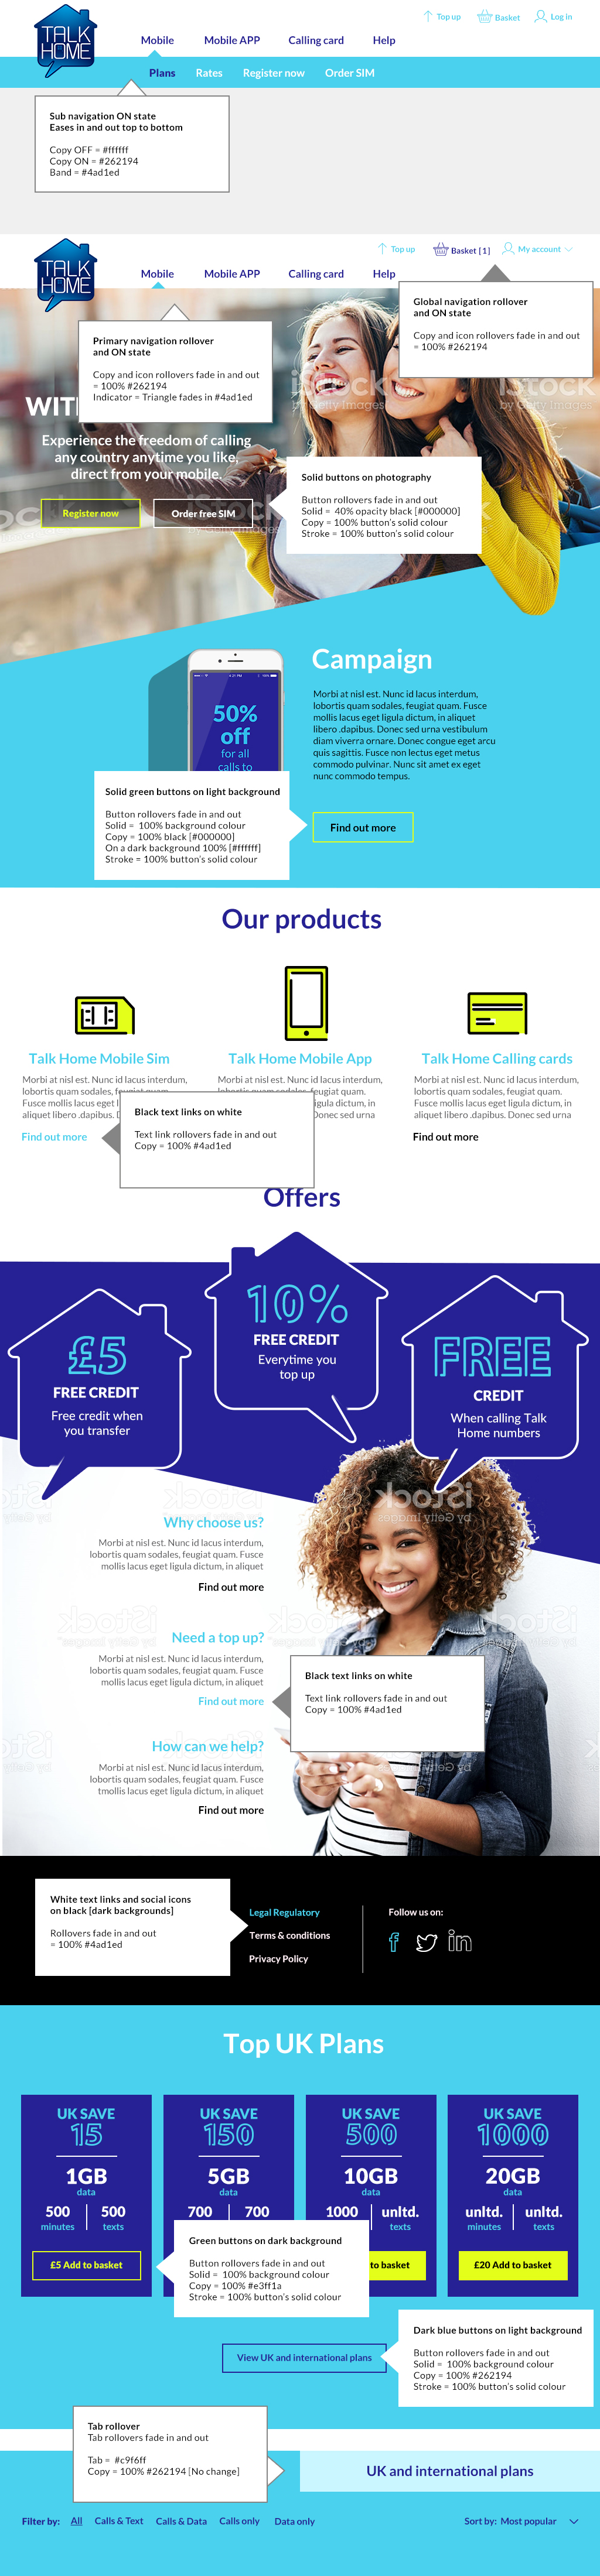 TALK
HOME
Top up
Basket
Log in
Mobile
Mobile APP
Calling card
Help
Plans
Rates
Register now
Order SIM
Sub navigation ON state
Eases in and out top to bottom
Copy OFF = #ffffff
Copy ON = #262194
Band = #4ad1ed
TALK
HOME
Top up
Basket [1]
My account
Mobile
Mobile APP
Calling card
Help
Global navigation rollover
and ON state
Copy and icon rollovers fade in and out
= 100% #262194
Primary navigation rollover
and ON state
Copy and icon rollovers fade in and out
= 100% #262194
Indicator = Triangle fades in #4ad1ed
iStock
by Getty Images
iStock
by Getty Images
Experience the freedom of calling
any country anytime you like,
direct from your mobile.
Register now
Order free SIM
Solid buttons on photography
Button rollovers fade in and out
Solid = 40% opacity black [#000000]
Copy = 100% button's solid colour
Stroke = 100% button's solid colour
Campaign
50%
off
for all
calls to
Morbi at nisl est. Nunc id lacus interdum,
lobortis quam sodales, feugiat quam. Fusce
mollis lacus eget ligula dictum, in aliquet
libero .dapibus. Donec sed urna vestibulum
diam viverra ornare. Donec congue eget arcu
quis sagittis. Fusce non lectus eget metus
commodo pulvinar. Nunc sit amet ex eget
nunc commodo tempus.
Find out more
Solid green buttons on light background
Button rollovers fade in and out
Solid = 100% background colour
Copy = 100% black [#000000]
On a dark background 100% [#ffffff]
Stroke = 100% button's solid colour
Our products
Talk Home Mobile Sim
Morbi at nisl est. Nunc id lacus interdum,
lobortis quam sodales,
Fusce mollis lacus eget
aliquet libero .dapibus.
Find out more
Talk Home Mobile App
Morbi at nisl est. Nunc id lacus interdum,
feugiat quam.
ligula dictum, in
Donec sed urna
Talk Home Calling cards
Morbi at nisl est. Nunc id lacus interdum,
lobortis quam sodales, feugiat quam.
Fusce mollis lacus eget ligula dictum, in
aliquet libero .dapibus. Donec sed urna
Find out more
Black text links on white
Text link rollovers fade in and out
Copy = 100% #4ad1ed
Offers
£5
FREE CREDIT
Free credit when
you transfer
10%
FREE CREDIT
Everytime you
top up
FREE
CREDIT
When calling Talk
Home numbers
Why choose us?
Morbi at nisl est. Nunc id lacus interdum,
lobortis quam sodales, feugiat quam. Fusce
mollis lacus eget ligula dictum, in aliquet
Find out more
Need a top up?
Morbi at nisl est. Nunc id lacus interdum,
lobortis quam sodales, feugiat quam. Fusce
mollis lacus eget ligula dictum, in aliquet
Find out more
Black text links on white
Text link rollovers fade in and out
Copy = 100% #4ad1ed
How can we help?
Morbi at nisl est. Nunc id lacus interdum,
lobortis quam sodales, feugiat quam. Fusce
tmollis lacus eget ligula dictum, in aliquet
Find out more
White text links and social icons
on black [dark backgrounds]
Rollovers fade in and out
= 100% #4ad1ed
Legal Regulatory
Terms & conditions
Privacy Policy
Follow us on:
f
in
Top UK Plans
UK SAVE
15
1GB
data
500
minutes
500
texts
£5 Add to basket
UK SAVE
150
5GB
data
700
700
UK SAVE
500
10GB
data
1000
unltd.
texts
to basket
UK SAVE
1000
20GB
data
unltd.
minutes
unltd.
texts
£20 Add to basket
Green buttons on dark background
Button rollovers fade in and out
Solid = 100% background colour
Copy = 100% #e3ff1a
Stroke = 100% button's solid colour
View UK and international plans
Dark blue buttons on light background
Button rollovers fade in and out
Solid = 100% background colour
Copy = 100% #262194
Stroke = 100% button's solid colour
Tab rollover
Tab rollovers fade in and out
Tab = #c9f6ff
Copy = 100% #262194 [No change]
UK and international plans
Filter by:
All
Calls & Text
Calls & Data
Calls only
Data only
Sort by: Most popular